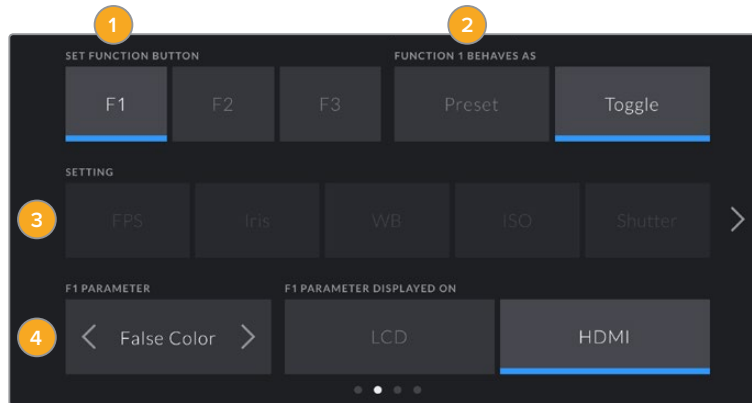 1 2
SET FUNCTION BUTTON FUNCTION 1 BEHAVES AS
F1 F2 F3 Preset Toggle
SETTING
3 FPS Iris WB ISO Shutter
F1 PARAMETER F1 PARAMETER DISPLAYED ON
4 False Color LCD HDMI